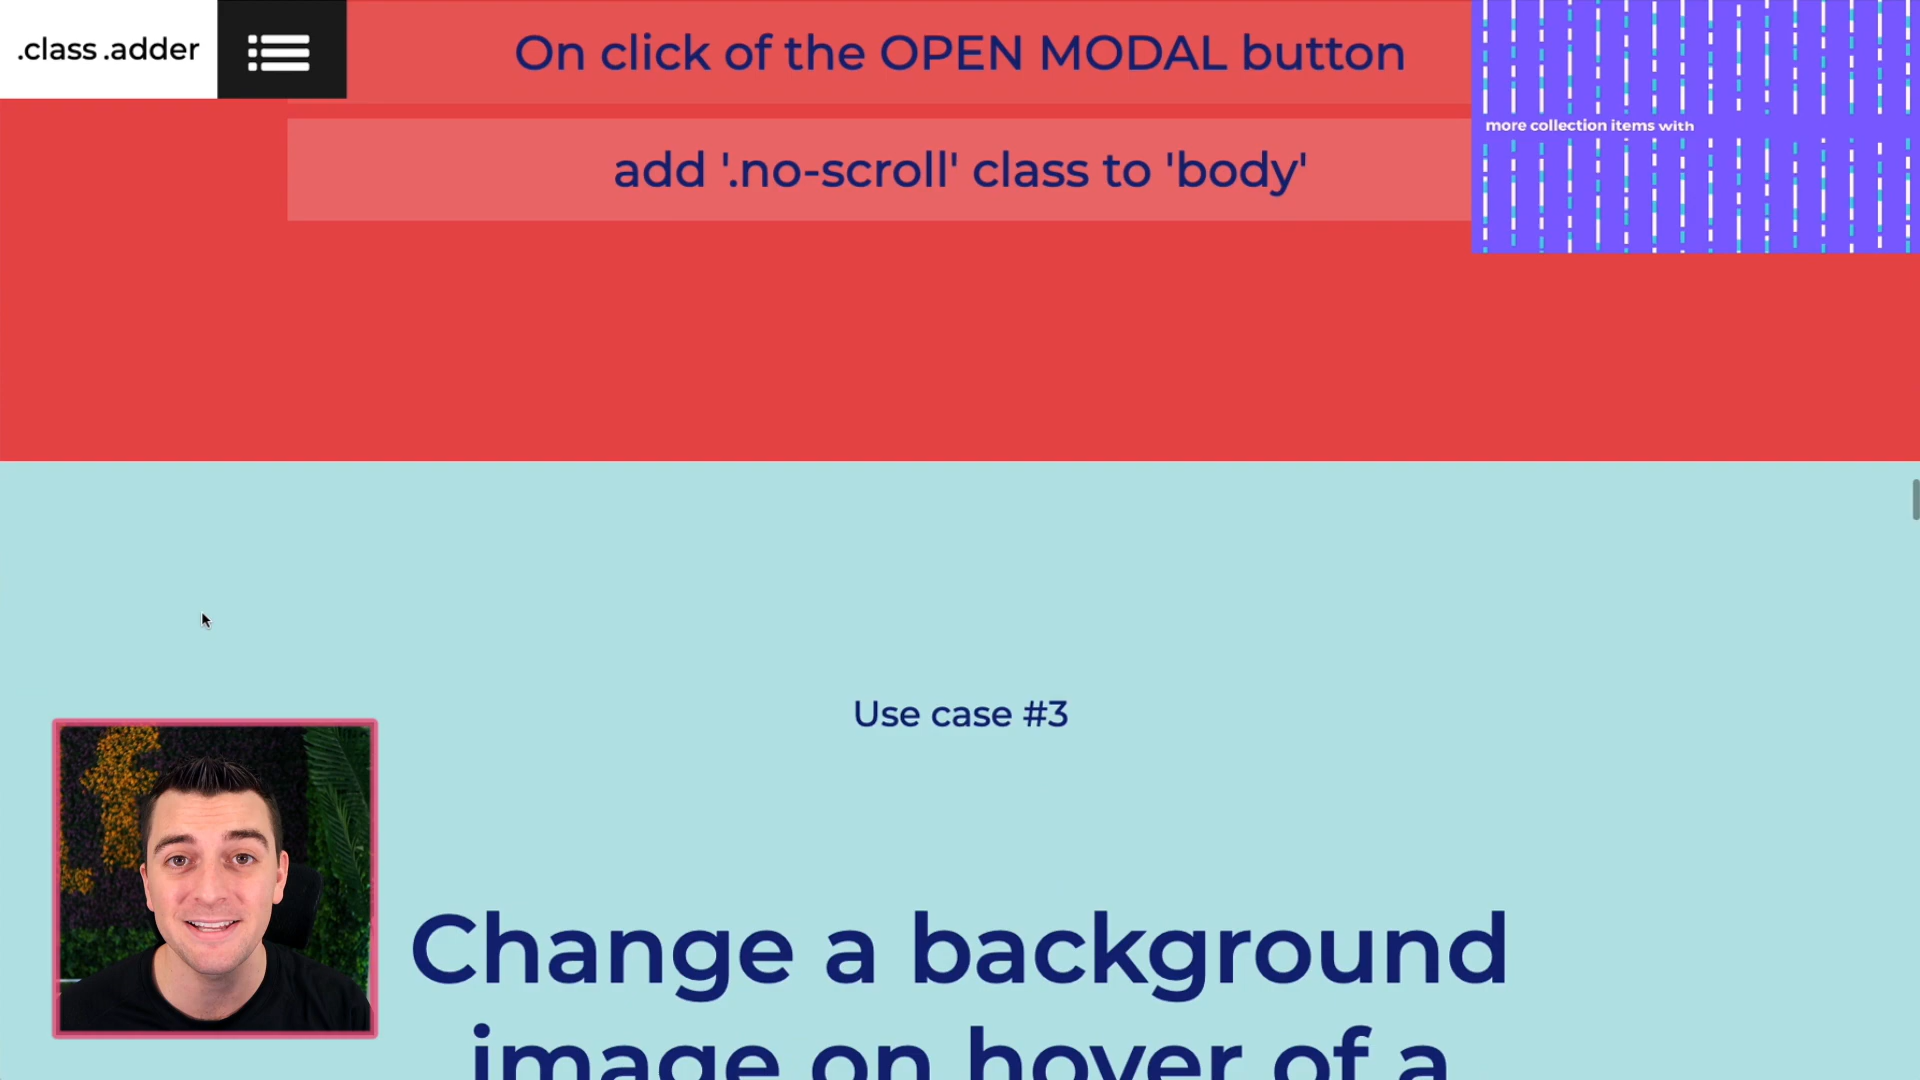 .class .adder
On click of the OPEN MODAL button
more collection items with
add '.no-scroll' class to 'body'
Use case #3
Change a background
image on hover of a